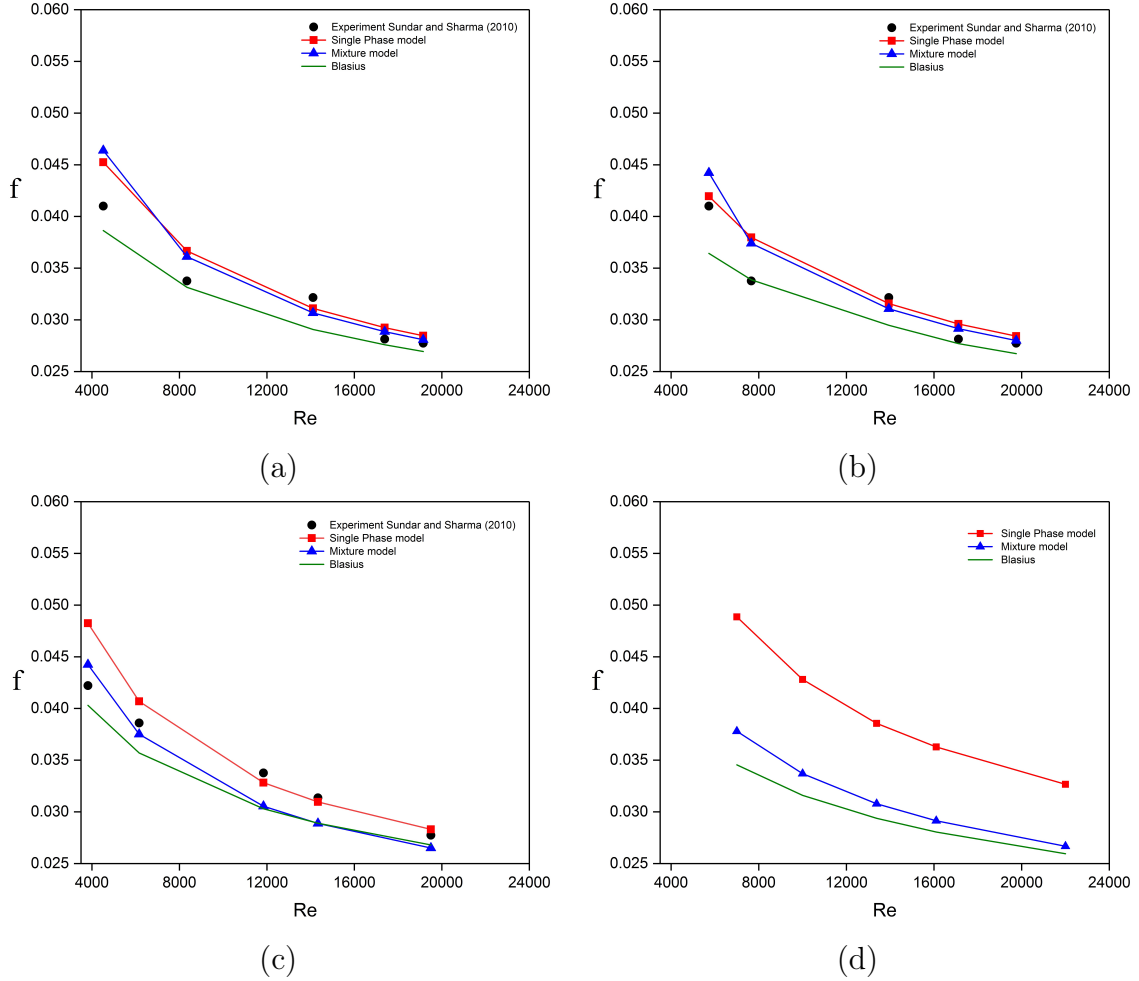 0.060
0.055
0.050
0.045
0.040
0.035
0.030
0.025
f
4000 8000 12000 16000 20000 24000
Re
Experiment Sundar and Sharma (2010)
Single Phase model
Mixture model
Blasius
(a)
0.060
0.055
0.050
0.045
0.040
0.035
0.030
0.025
f
4000 8000 12000 16000 20000 24000
Re
Experiment Sundar and Sharma (2010)
Single Phase model
Mixture model
Blasius
(b)
0.060
0.055
0.050
0.045
0.040
0.035
0.030
0.025
f
4000 8000 12000 16000 20000 24000
Re
Experiment Sundar and Sharma (2010)
Single Phase model
Mixture model
Blasius
(c)
0.060
0.055
0.050
0.045
0.040
0.035
0.030
0.025
f
4000 8000 12000 16000 20000 24000
Re
Single Phase model
Mixture model
Blasius
(d)